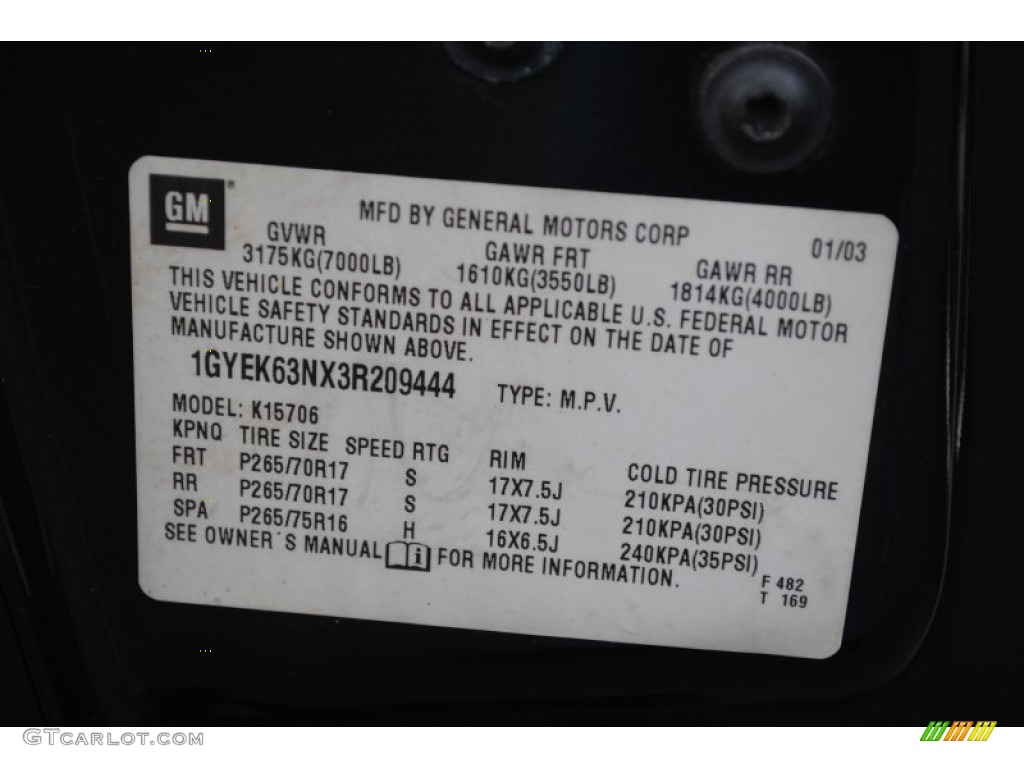 GM
MFD BY GENERAL MOTORS CORP
01/03
GVWR GAWR FRT GAWR RR
3175KG(7000LB) 1610KG(3550LB) 1814KG(4000LB)
THIS VEHICLE CONFORMS TO ALL APPLICABLE U.S. FEDERAL MOTOR
VEHICLE SAFETY STANDARDS IN EFFECT ON THE DATE OF
MANUFACTURE SHOWN ABOVE.
1GYEK63NX3R209444 TYPE: M.P.V.
MODEL: K15706
KPNQ TIRE SIZE SPEED RTG RIM COLD TIRE PRESSURE
FRT P265/70R17 S 17X7.5J 210KPA(30PSI)
RR P265/70R17 S 17X7.5J 210KPA(30PSI)
SPA P265/75R16 H 16X6.5J 240KPA(35PSI)
SEE OWNER'S MANUAL i FOR MORE INFORMATION.
F 482
T 169
GTCARLOT.COM